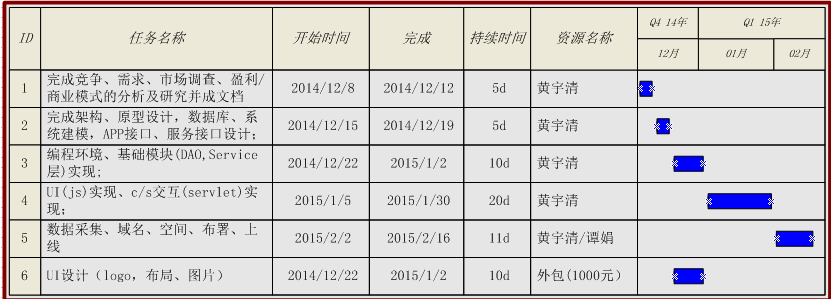 ID 任务名称 开始时间 完成 持续时间 资源名称 Q4 14年 Q1 15年
12月 01月 02月
1 完成竞争、需求、市场调查、盈利/ 2014/12/8 2014/12/12 5d 黄宇清
商业模式的分析及研究并成文档
2 完成架构、原型设计，数据库、系 2014/12/15 2014/12/19 5d 黄宇清
统建模，APP接口、服务接口设计；
3 编程环境、基础模块(DAO,Service 2014/12/22 2015/1/2 10d 黄宇清
层)实现;
4 UI(js)实现、c/s交互(servlet)实 2015/1/5 2015/1/30 20d 黄宇清
现；
5 数据采集、域名、空间、布署、上 2015/2/2 2015/2/16 11d 黄宇清/谭娟
线
6 UI设计（logo，布局、图片） 2014/12/22 2015/1/2 10d 外包(1000元）